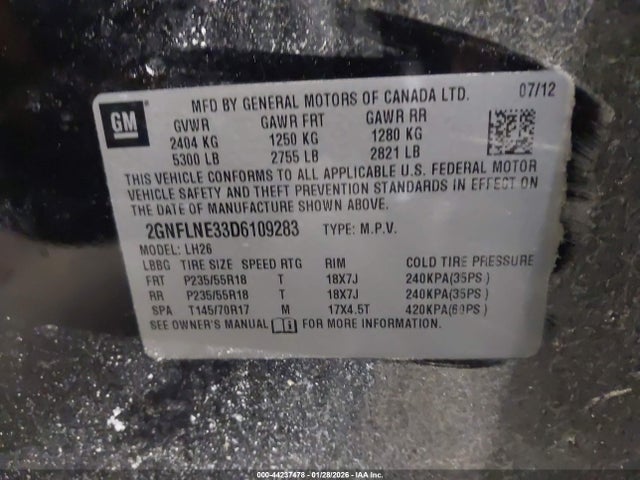 GM
MFD BY GENERAL MOTORS OF CANADA LTD. 07/12
GVWR GAWR FRT GAWR RR
2404 KG 1250 KG 1280 KG
5300 LB 2755 LB 2821 LB
THIS VEHICLE CONFORMS TO ALL APPLICABLE U.S. FEDERAL MOTOR
VEHICLE SAFETY AND THEFT PREVENTION STANDARDS IN EFFECT ON
THE DATE OF MANUFACTURE SHOWN ABOVE.
2GNFLNE33D6109283 TYPE: M.P.V.
MODEL: LH26
LBBG TIRE SIZE SPEED RTG RIM COLD TIRE PRESSURE
FRT P235/55R18 T 18X7J 240KPA(35PS )
RR P235/55R18 T 18X7J 240KPA(35PS )
SPA T145/70R17 M 17X4.5T 420KPA(60PS )
SEE OWNER'S MANUAL FOR MORE INFORMATION
000-44237478 - 01/28/2026 - IAA Inc.